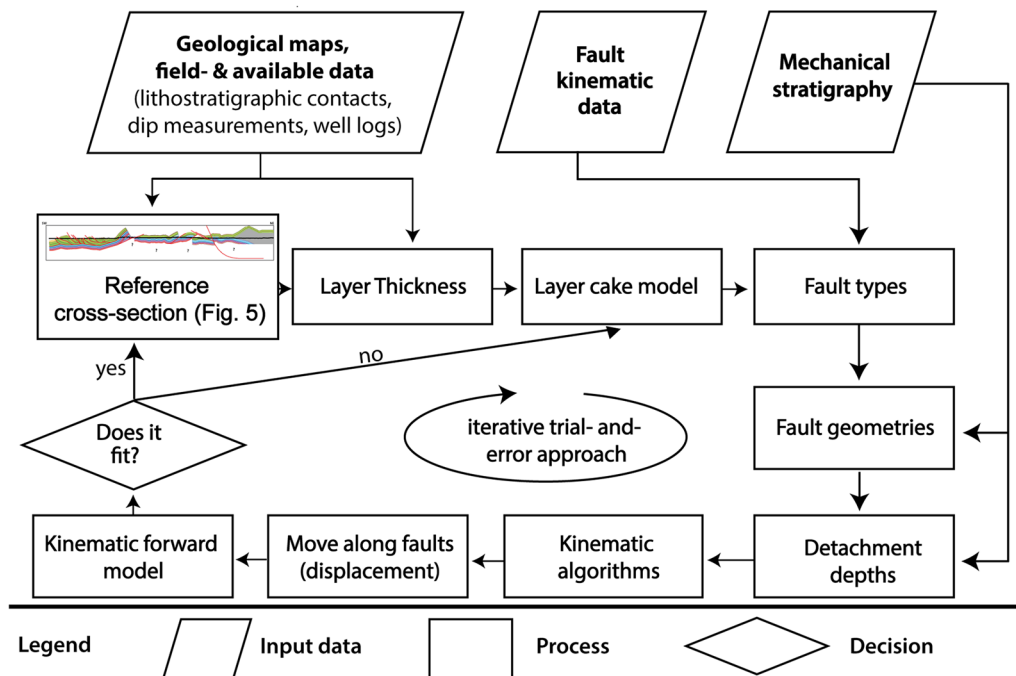 Geological maps,
field- & available data
(lithostratigraphic contacts,
dip measurements, well logs)
Fault
kinematic
data
Mechanical
stratigraphy
Reference
cross-section (Fig. 5)
Layer Thickness
Layer cake model
Fault types
yes
no
Does it
fit?
iterative trial- and-
error approach
Fault geometries
Kinematic forward
model
Move along faults
(displacement)
Kinematic
algorithms
Detachment
depths
Legend
Input data
Process
Decision